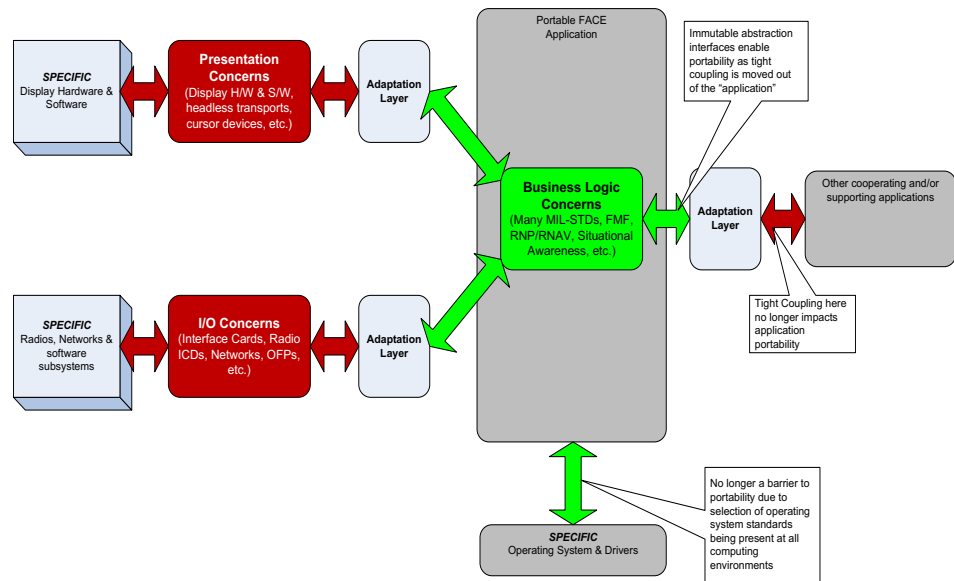 Portable FACE
Application
Immutable abstraction
interfaces enable
portability as tight
coupling is moved out
of the “application”
SPECIFIC
Display Hardware &
Software
Presentation
Concerns
(Display H/W & S/W,
headless transports,
cursor devices, etc.)
Adaptation
Layer
Business Logic
Concerns
(Many MIL-STDs, FMF,
RNP/RNAV, Situational
Awareness, etc.)
Adaptation
Layer
Other cooperating and/or
supporting applications
SPECIFIC
Radios, Networks &
software
subsystems
I/O Concerns
(Interface Cards, Radio
ICDs, Networks, OFPs,
etc.)
Adaptation
Layer
Tight Coupling here
no longer impacts
application
portability
No longer a barrier to
portability due to
selection of operating
system standards
being present at all
computing
environments
SPECIFIC
Operating System & Drivers